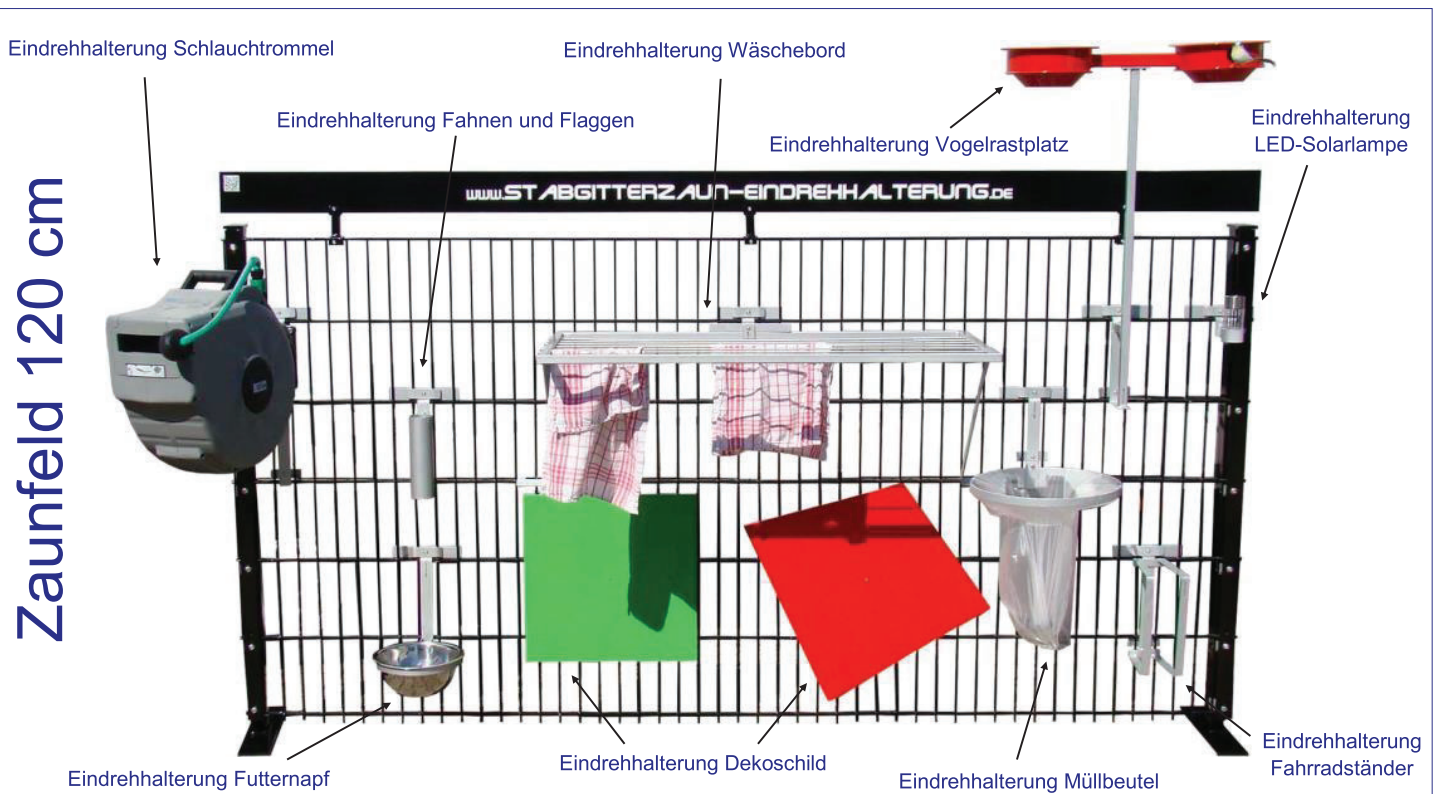 Eindrehhalterung Schlauchtrommel
Eindrehhalterung Wäschebord
Eindrehhalterung Fahnen und Flaggen
Eindrehhalterung Vogelrastplatz
Eindrehhalterung
LED-Solarlampe
www.STABGITTERZAUN-EINDREHHALTERUNG.DE
Zaunfeld 120 cm
Eindrehhalterung Futternapf
Eindrehhalterung Dekoschild
Eindrehhalterung Müllbeutel
Eindrehhalterung
Fahrradständer